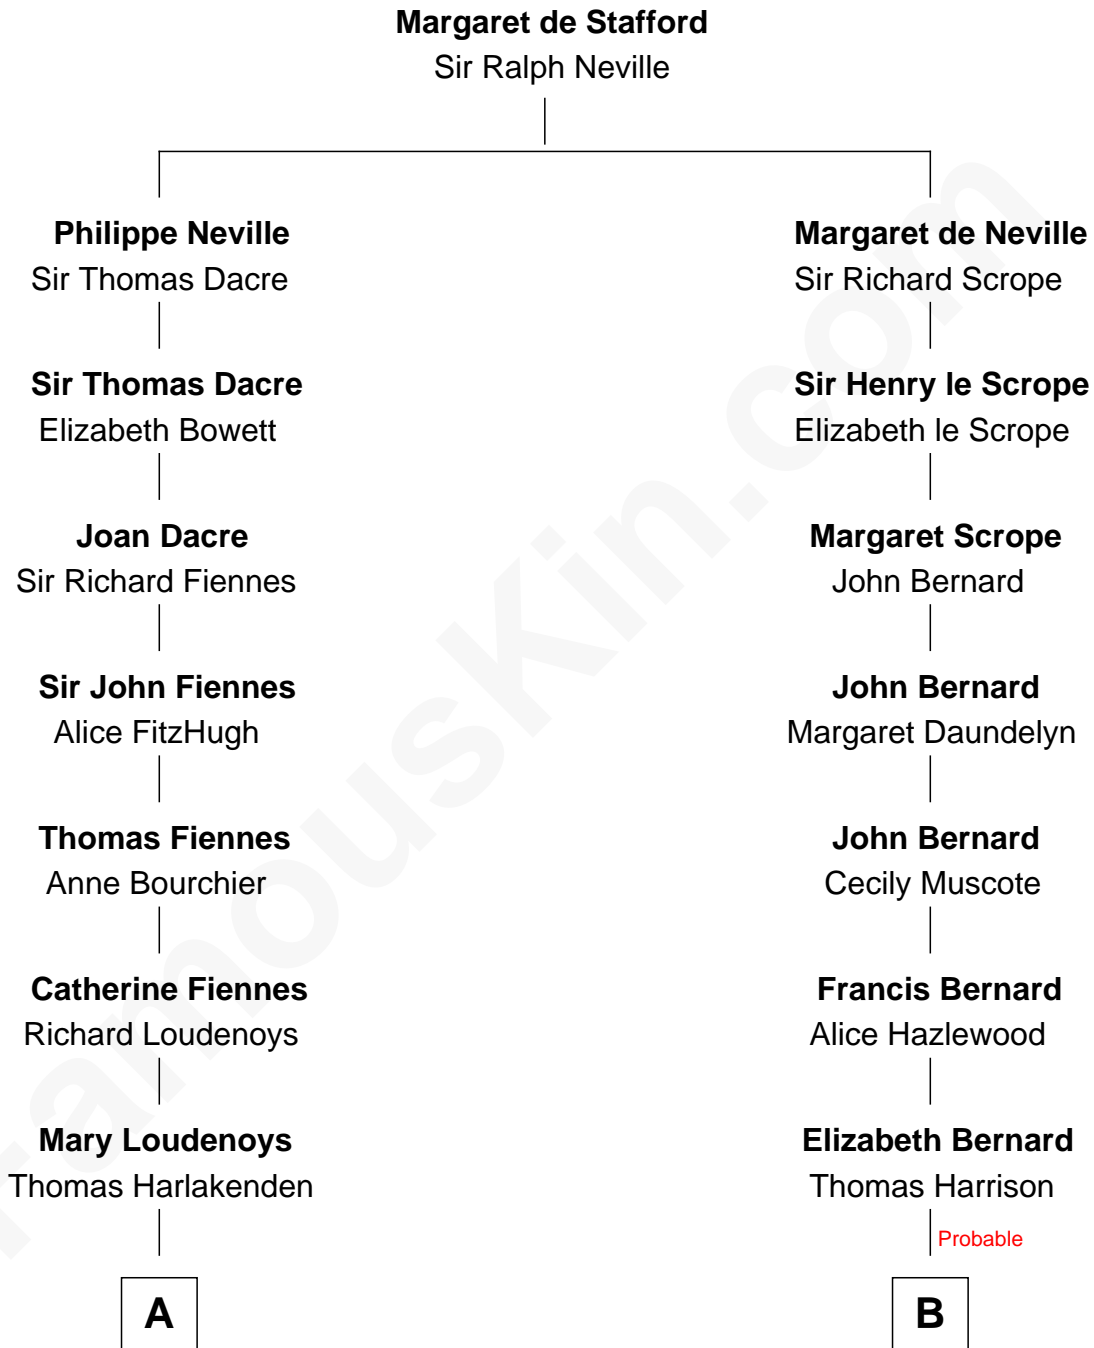 Margaret de Stafford
Sir Ralph Neville
Philippe Neville
Sir Thomas Dacre
Margaret de Neville
Sir Richard Scrope
Sir Thomas Dacre
Elizabeth Bowett
Sir Henry le Scrope
Elizabeth le Scrope
Joan Dacre
Sir Richard Fiennes
Margaret Scrope
John Bernard
Sir John Fiennes
Alice FitzHugh
John Bernard
Margaret Daundelyn
Thomas Fiennes
Anne Bourchier
John Bernard
Cecily Muscote
Catherine Fiennes
Richard Loudenoys
Francis Bernard
Alice Hazlewood
Mary Loudenoys
Thomas Harlakenden
Elizabeth Bernard
Thomas Harrison
Probable
A
B
FamousKin.com